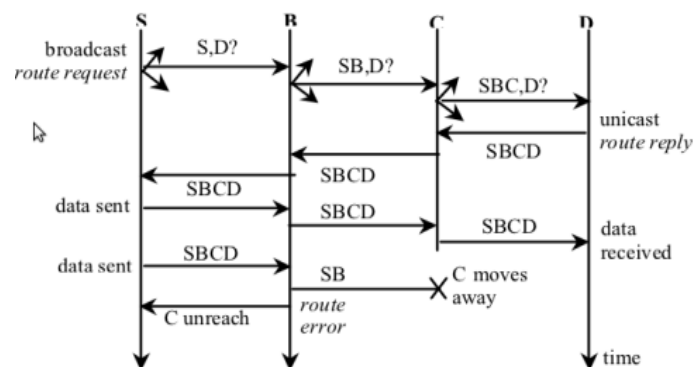 S B C D
broadcast
route request
S,D?
SB,D?
SBC,D?
unicast
route reply
SBCD
SBCD
SBCD
data sent
SBCD
SBCD
data
received
data sent
SBCD
SB
C moves
away
C unreach
route
error
time